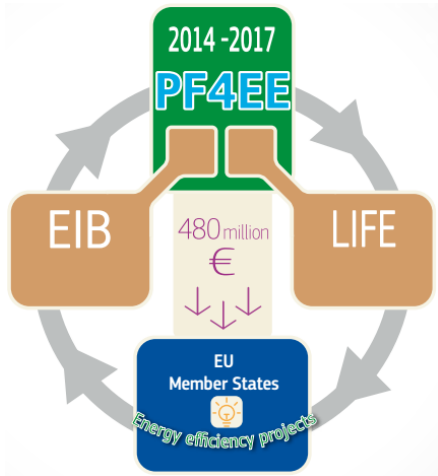 2014 -2017
PF4EE
EIB
LIFE
480 million
€
EU
Member States
Energy efficiency projects